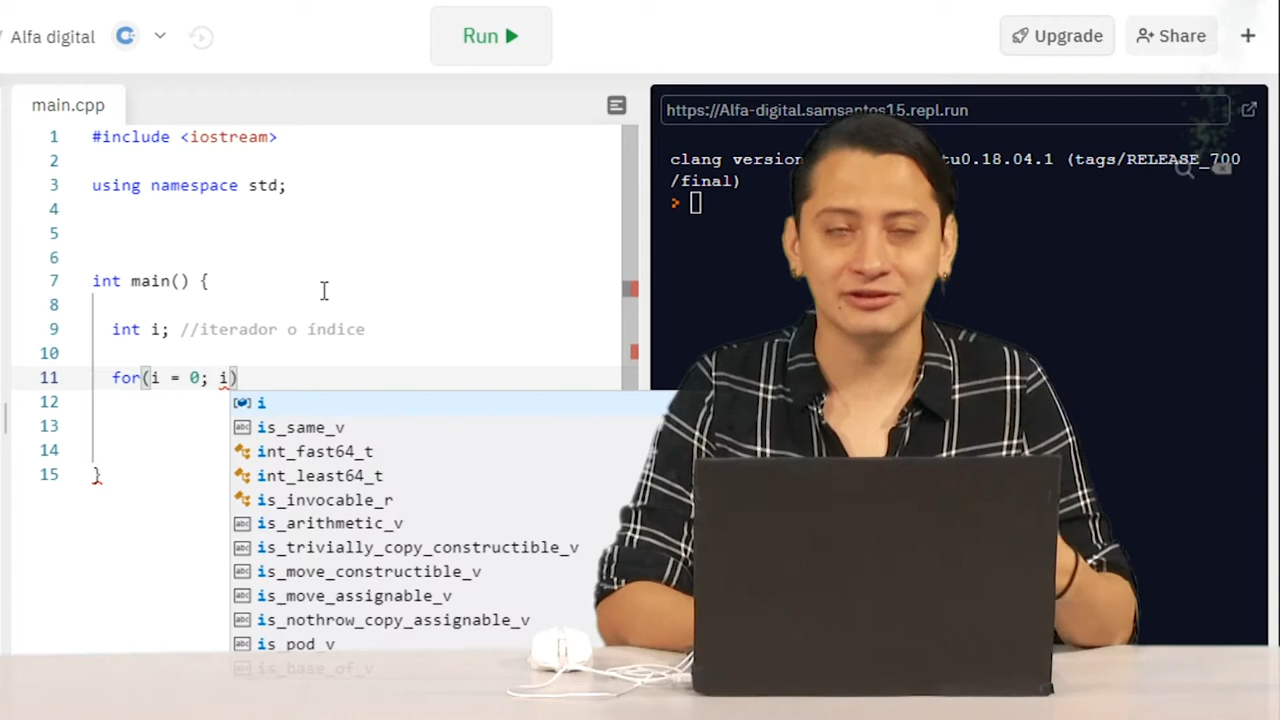 / Alfa digital
Run
Upgrade
Share
main.cpp
1 #include <iostream>
2
3 using namespace std;
4
5
6
7 int main() {
8
9 int i; //iterador o índice
10
11 for(i = 0; i)
12
13
14
15 }
i
is_same_v
int_fast64_t
int_least64_t
is_invocable_r
is_arithmetic_v
is_trivially_copy_constructible_v
is_move_constructible_v
is_move_assignable_v
is_nothrow_copy_assignable_v
is_pod_v
is_base_of_v
https://Alfa-digital.samsantos15.repl.run
clang version tu0.18.04.1 (tags/RELEASE_700
/final)
>